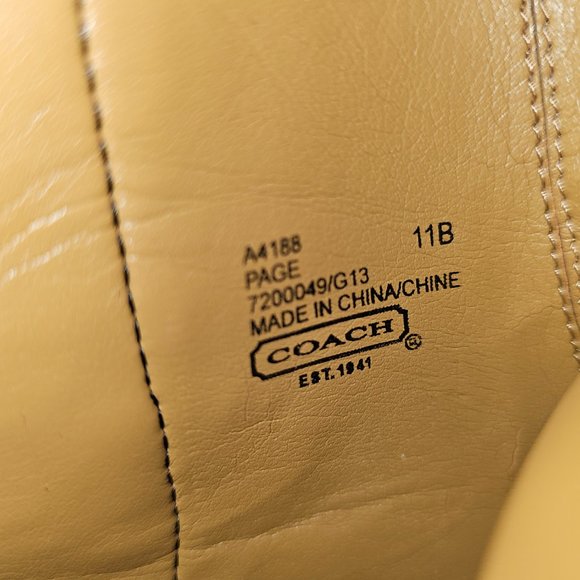 A4188 11B
PAGE
7200049/G13
MADE IN CHINA/CHINE
COACH
EST. 1941